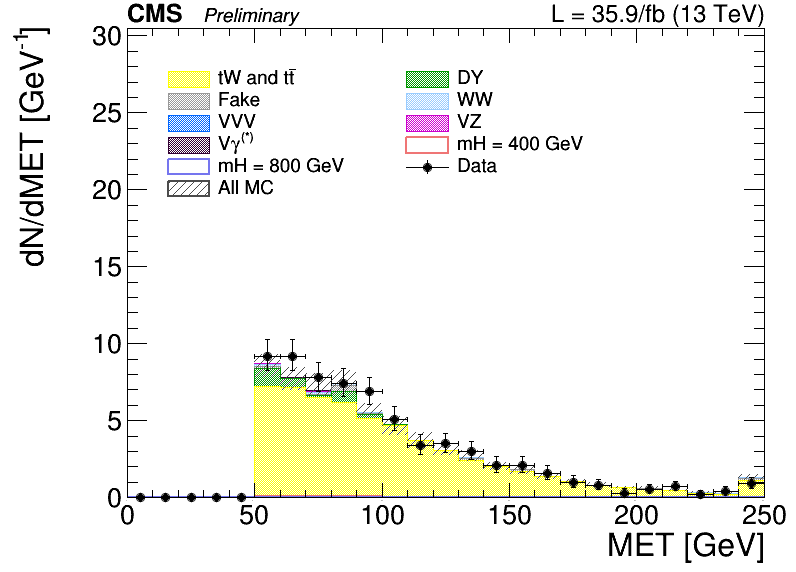 CMS Preliminary L = 35.9/fb (13 TeV)
dN/dMET [GeV⁻¹]
30
25
20
15
10
5
0
tW and tt̄
DY
Fake
WW
VVV
VZ
Vγ⁽*⁾
mH = 400 GeV
mH = 800 GeV
Data
All MC
0 50 100 150 200 250
MET [GeV]